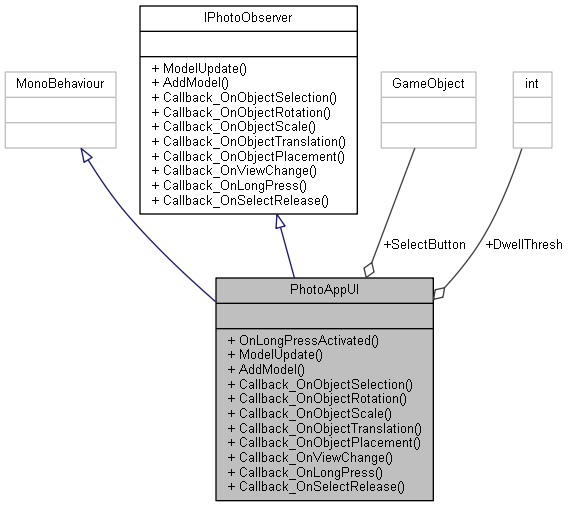 IPhotoObserver
+ ModelUpdate()
+ AddModel()
+ Callback_OnObjectSelection()
+ Callback_OnObjectRotation()
+ Callback_OnObjectScale()
+ Callback_OnObjectTranslation()
+ Callback_OnObjectPlacement()
+ Callback_OnViewChange()
+ Callback_OnLongPress()
+ Callback_OnSelectRelease()
MonoBehaviour
GameObject
int
+SelectButton
+DwellThresh
PhotoAppUI
+ OnLongPressActivated()
+ ModelUpdate()
+ AddModel()
+ Callback_OnObjectSelection()
+ Callback_OnObjectRotation()
+ Callback_OnObjectScale()
+ Callback_OnObjectTranslation()
+ Callback_OnObjectPlacement()
+ Callback_OnViewChange()
+ Callback_OnLongPress()
+ Callback_OnSelectRelease()